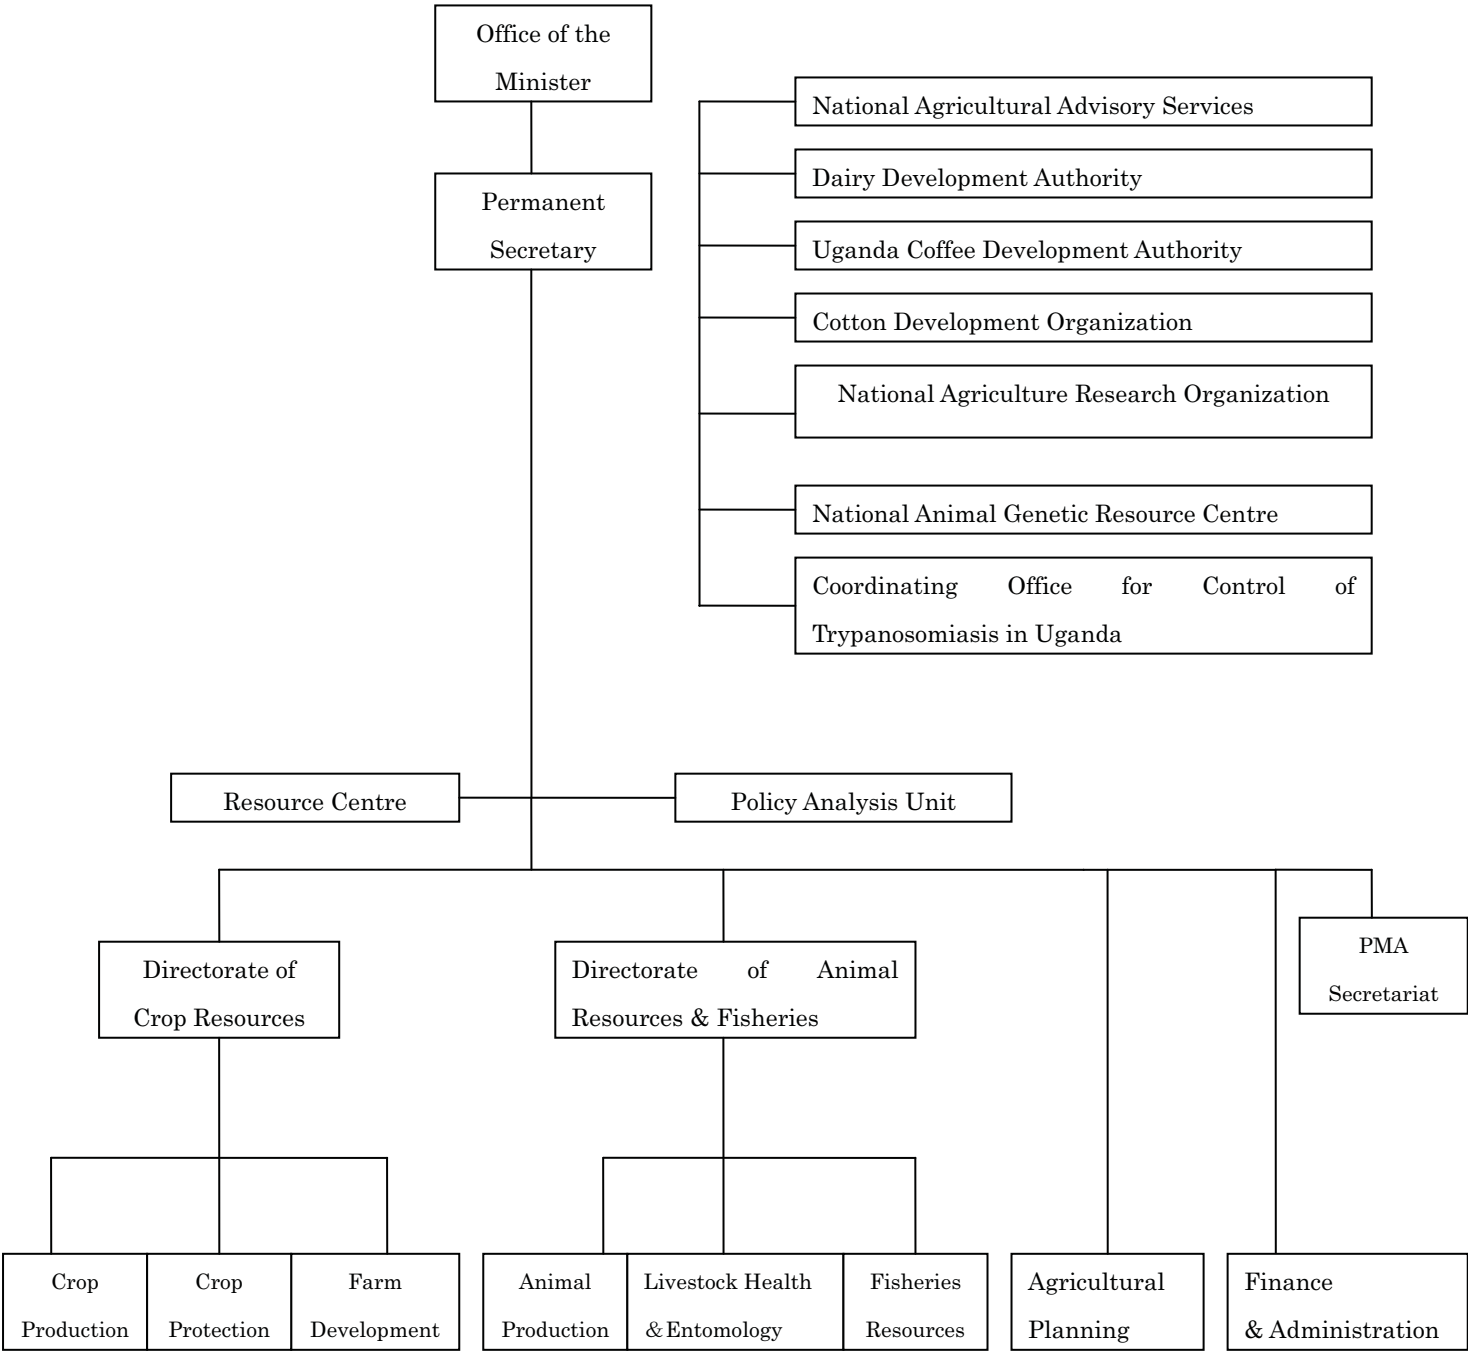 Office of the
Minister
National Agricultural Advisory Services
Dairy Development Authority
Permanent
Secretary
Uganda Coffee Development Authority
Cotton Development Organization
National Agriculture Research Organization
National Animal Genetic Resource Centre
Coordinating Office for Control of
Trypanosomiasis in Uganda
Resource Centre
Policy Analysis Unit
Directorate of
Crop Resources
Directorate of Animal
Resources & Fisheries
PMA
Secretariat
Crop
Production
Crop
Protection
Farm
Development
Animal
Production
Livestock Health
& Entomology
Fisheries
Resources
Agricultural
Planning
Finance
& Administration